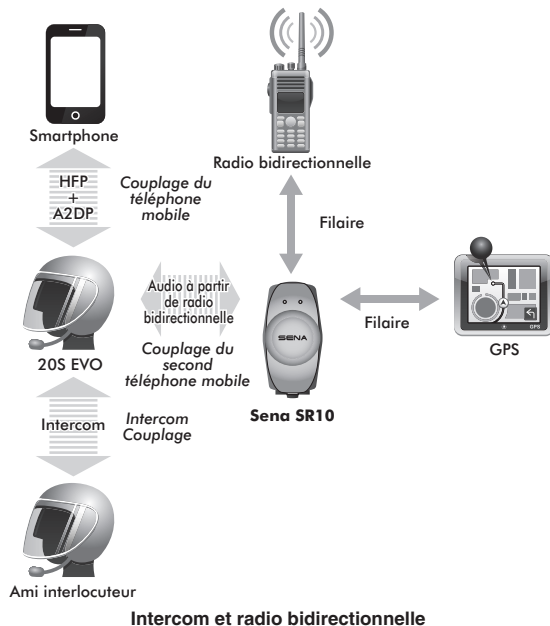 Smartphone
Radio bidirectionnelle
HFP
+
A2DP
Couplage du
téléphone
mobile
Filaire
20S EVO
Audio à partir
de radio
bidirectionnelle
Couplage du
second
téléphone mobile
SENA
Sena SR10
Filaire
GPS
GPS
Intercom
Intercom
Couplage
Ami interlocuteur
Intercom et radio bidirectionnelle